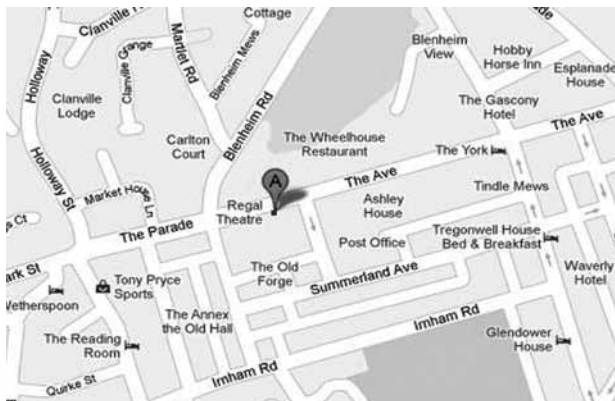 Cottage
Clanville Rd
Blenheim
View
Hobby
Horse Inn
Esplanade
House
Clanville Grange
Martlet Rd
Blenheim Mews
Holloway
Clanville
Lodge
The Gascony
Hotel
The Ave
Carlton
Court
Blenheim Rd
The Wheelhouse
Restaurant
The York
Holloway St
Market House Ln
A
The Ave
Tindle Mews
Regal
Theatre
Ashley
House
The Parade
Post Office
Tregonwell House
Bed & Breakfast
The Old
Forge
Summerland Ave
Waverly
Hotel
Tony Pryce
Sports
Wetherspoon
The Annex
the Old Hall
Imham Rd
The Reading
Room
Glendower
House
Quirke St
Imham Rd